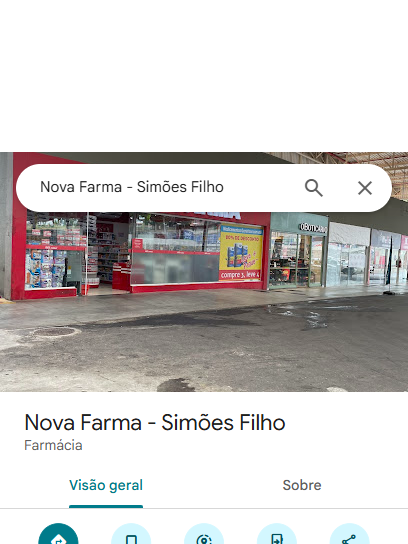 Nova Farma - Simões Filho
oBOTICÁRIO
compre 3, leve 4
Nova Farma - Simões Filho
Farmácia
Visão geral
Sobre